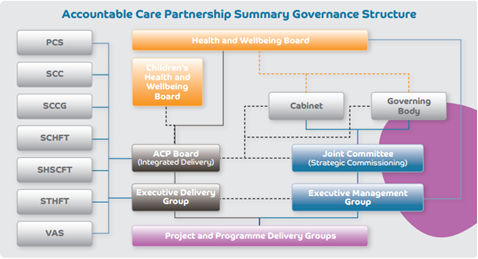 Accountable Care Partnership Summary Governance Structure
PCS
SCC
SCCG
SCHFT
SHSCFT
STHFT
VAS
Health and Wellbeing Board
Children's
Health and
Wellbeing
Board
Cabinet
Governing
Body
ACP Board
(Integrated Delivery)
Joint Committee
(Strategic Commissioning)
Executive Delivery
Group
Executive Management
Group
Project and Programme Delivery Groups